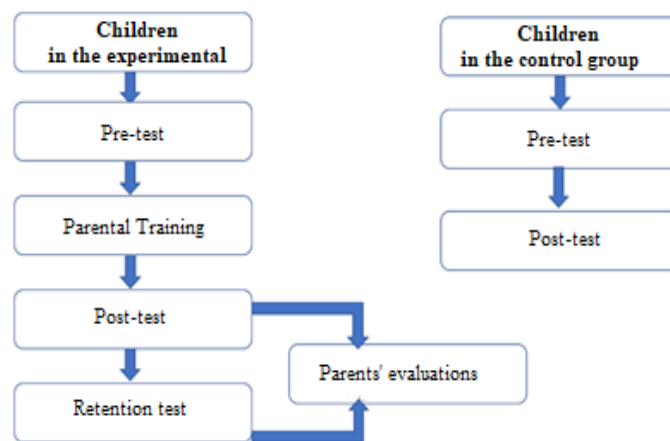 Children
in the experimental
Pre-test
Parental Training
Post-test
Retention test
Parents' evaluations
Children
in the control group
Pre-test
Post-test